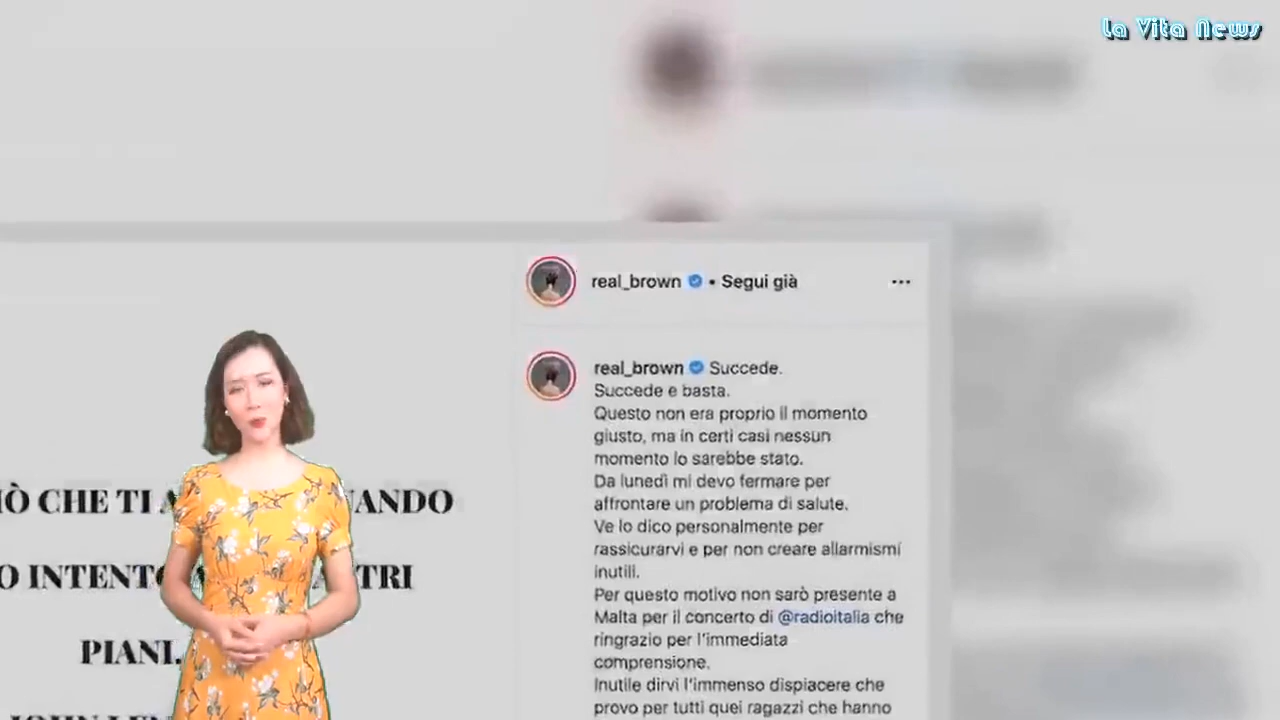 La Vita News
real_brown • Segui già
real_brown Succede.
Succede e basta.
Questo non era proprio il momento
giusto, ma in certi casi nessun
momento lo sarebbe stato.
Da lunedì mi devo fermare per
affrontare un problema di salute.
Ve lo dico personalmente per
rassicurarvi e per non creare allarmismi
inutili.
Per questo motivo non sarò presente a
Malta per il concerto di @radioitalia che
ringrazio per l'immediata
comprensione.
Inutile dirvi l'immenso dispiacere che
provo per tutti quei ragazzi che hanno
CHE TI
INTENTO
PIANI.
JOHN